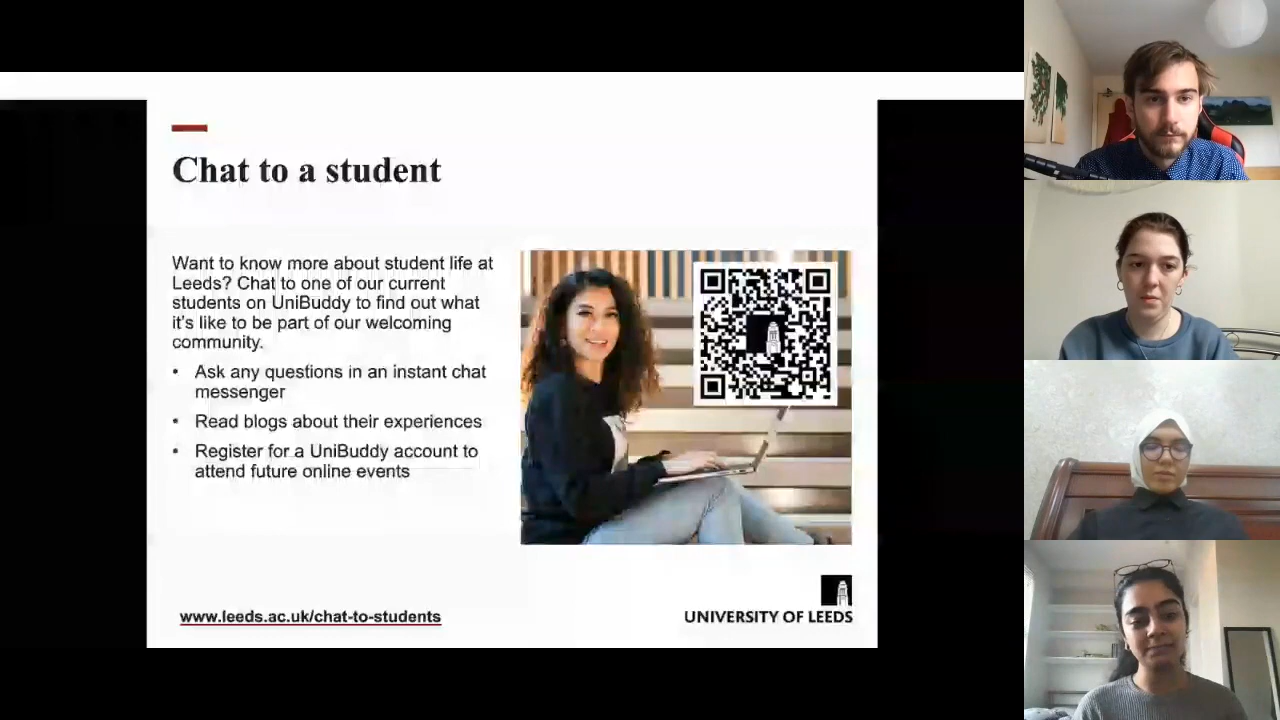 Chat to a student
Want to know more about student life at
Leeds? Chat to one of our current
students on UniBuddy to find out what
it's like to be part of our welcoming
community.
• Ask any questions in an instant chat
messenger
• Read blogs about their experiences
• Register for a UniBuddy account to
attend future online events
www.leeds.ac.uk/chat-to-students
UNIVERSITY OF LEEDS